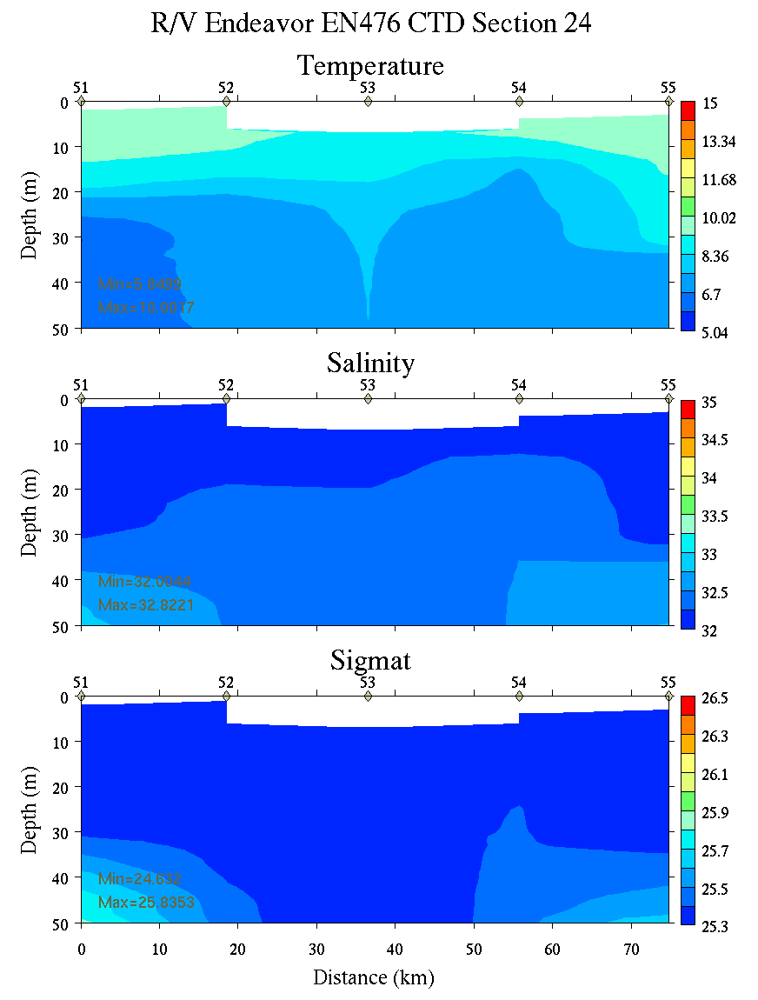 R/V Endeavor EN476 CTD Section 24
Temperature
51 52 53 54 55
0
10
20
30
40
50
Depth (m)
Min=5.8499
Max=10.0017
15
13.34
11.68
10.02
8.36
6.7
5.04
Salinity
51 52 53 54 55
0
10
20
30
40
50
Depth (m)
Min=32.0044
Max=32.8221
35
34.5
34
33.5
33
32.5
32
Sigmat
51 52 53 54 55
0
10
20
30
40
50
Depth (m)
Min=24.632
Max=25.8353
26.5
26.3
26.1
25.9
25.7
25.5
25.3
0 10 20 30 40 50 60 70
Distance (km)